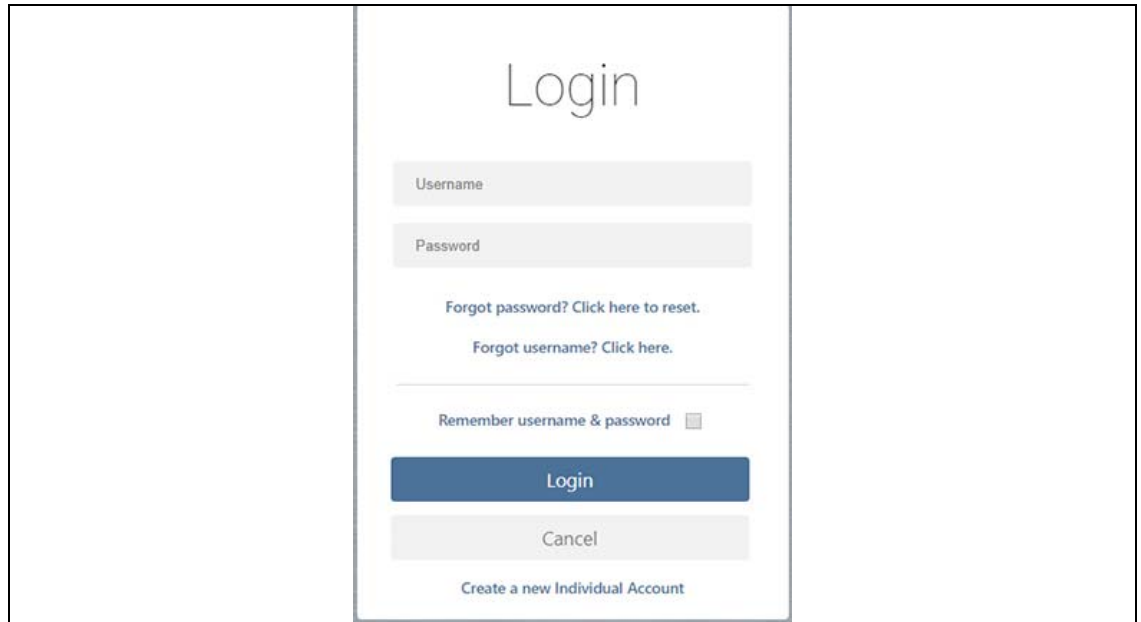 Login
Username
Password
Forgot password? Click here to reset.
Forgot username? Click here.
Remember username & password
Login
Cancel
Create a new Individual Account